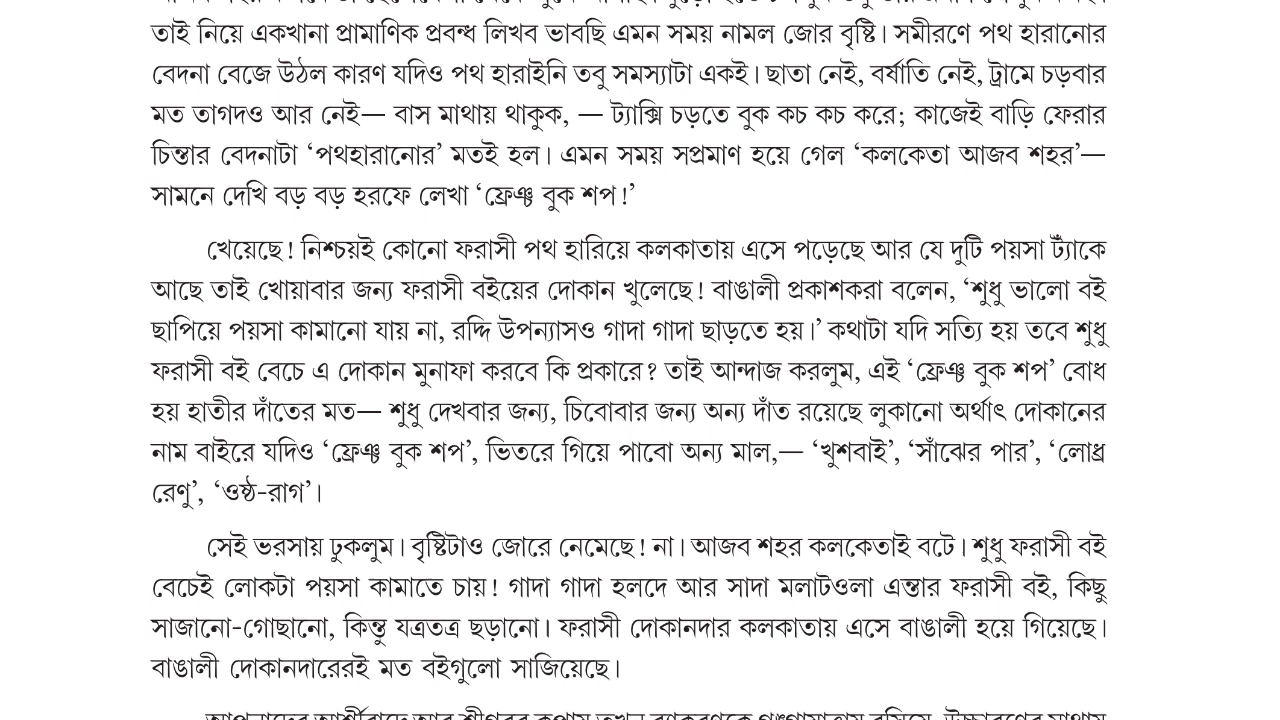 তাই নিয়ে একখানা প্রামাণিক প্রবন্ধ লিখব ভাবছি এমন সময় নামল জোর বৃষ্টি। সমীরণে পথ হারানোর
বেদনা বেজে উঠল কারণ যদিও পথ হারাইনি তবু সমস্যাটা একই। ছাতা নেই, বর্ষাতি নেই, ট্রামে চড়বার
মত তাগদও আর নেই— বাস মাথায় থাকুক, — ট্যাক্সি চড়তে বুক কচ কচ করে; কাজেই বাড়ি ফেরার
চিন্তার বেদনাটা ‘পথহারানোর’ মতই হল। এমন সময় সপ্রমাণ হয়ে গেল ‘কলকেতা আজব শহর’—
সামনে দেখি বড় বড় হরফে লেখা ‘ফ্রেঞ্চ বুক শপ!’
খেয়েছে! নিশ্চয়ই কোনো ফরাসী পথ হারিয়ে কলকাতায় এসে পড়েছে আর যে দুটি পয়সা ট্যাঁকে
আছে তাই খোয়াবার জন্য ফরাসী বইয়ের দোকান খুলেছে! বাঙালী প্রকাশকরা বলেন, ‘শুধু ভালো বই
ছাপিয়ে পয়সা কামানো যায় না, রদ্দি উপন্যাসও গাদা গাদা ছাড়তে হয়।’ কথাটা যদি সত্যি হয় তবে শুধু
ফরাসী বই বেচে এ দোকান মুনাফা করবে কি প্রকারে? তাই আন্দাজ করলুম, এই ‘ফ্রেঞ্চ বুক শপ’ বোধ
হয় হাতীর দাঁতের মত— শুধু দেখবার জন্য, চিবোবার জন্য অন্য দাঁত রয়েছে লুকানো অর্থাৎ দোকানের
নাম বাইরে যদিও ‘ফ্রেঞ্চ বুক শপ’, ভিতরে গিয়ে পাবো অন্য মাল,— ‘খুশবাই’, ‘সাঁঝের পার’, ‘লোধ্র
রেণু’, ‘ওষ্ঠ-রাগ’।
সেই ভরসায় ঢুকলুম। বৃষ্টিটাও জোরে নেমেছে! না। আজব শহর কলকেতাই বটে। শুধু ফরাসী বই
বেচেই লোকটা পয়সা কামাতে চায়! গাদা গাদা হলদে আর সাদা মলাটওলা এন্তার ফরাসী বই, কিছু
সাজানো-গোছানো, কিন্তু যত্রতত্র ছড়ানো। ফরাসী দোকানদার কলকাতায় এসে বাঙালী হয়ে গিয়েছে।
বাঙালী দোকানদারেরই মত বইগুলো সাজিয়েছে।